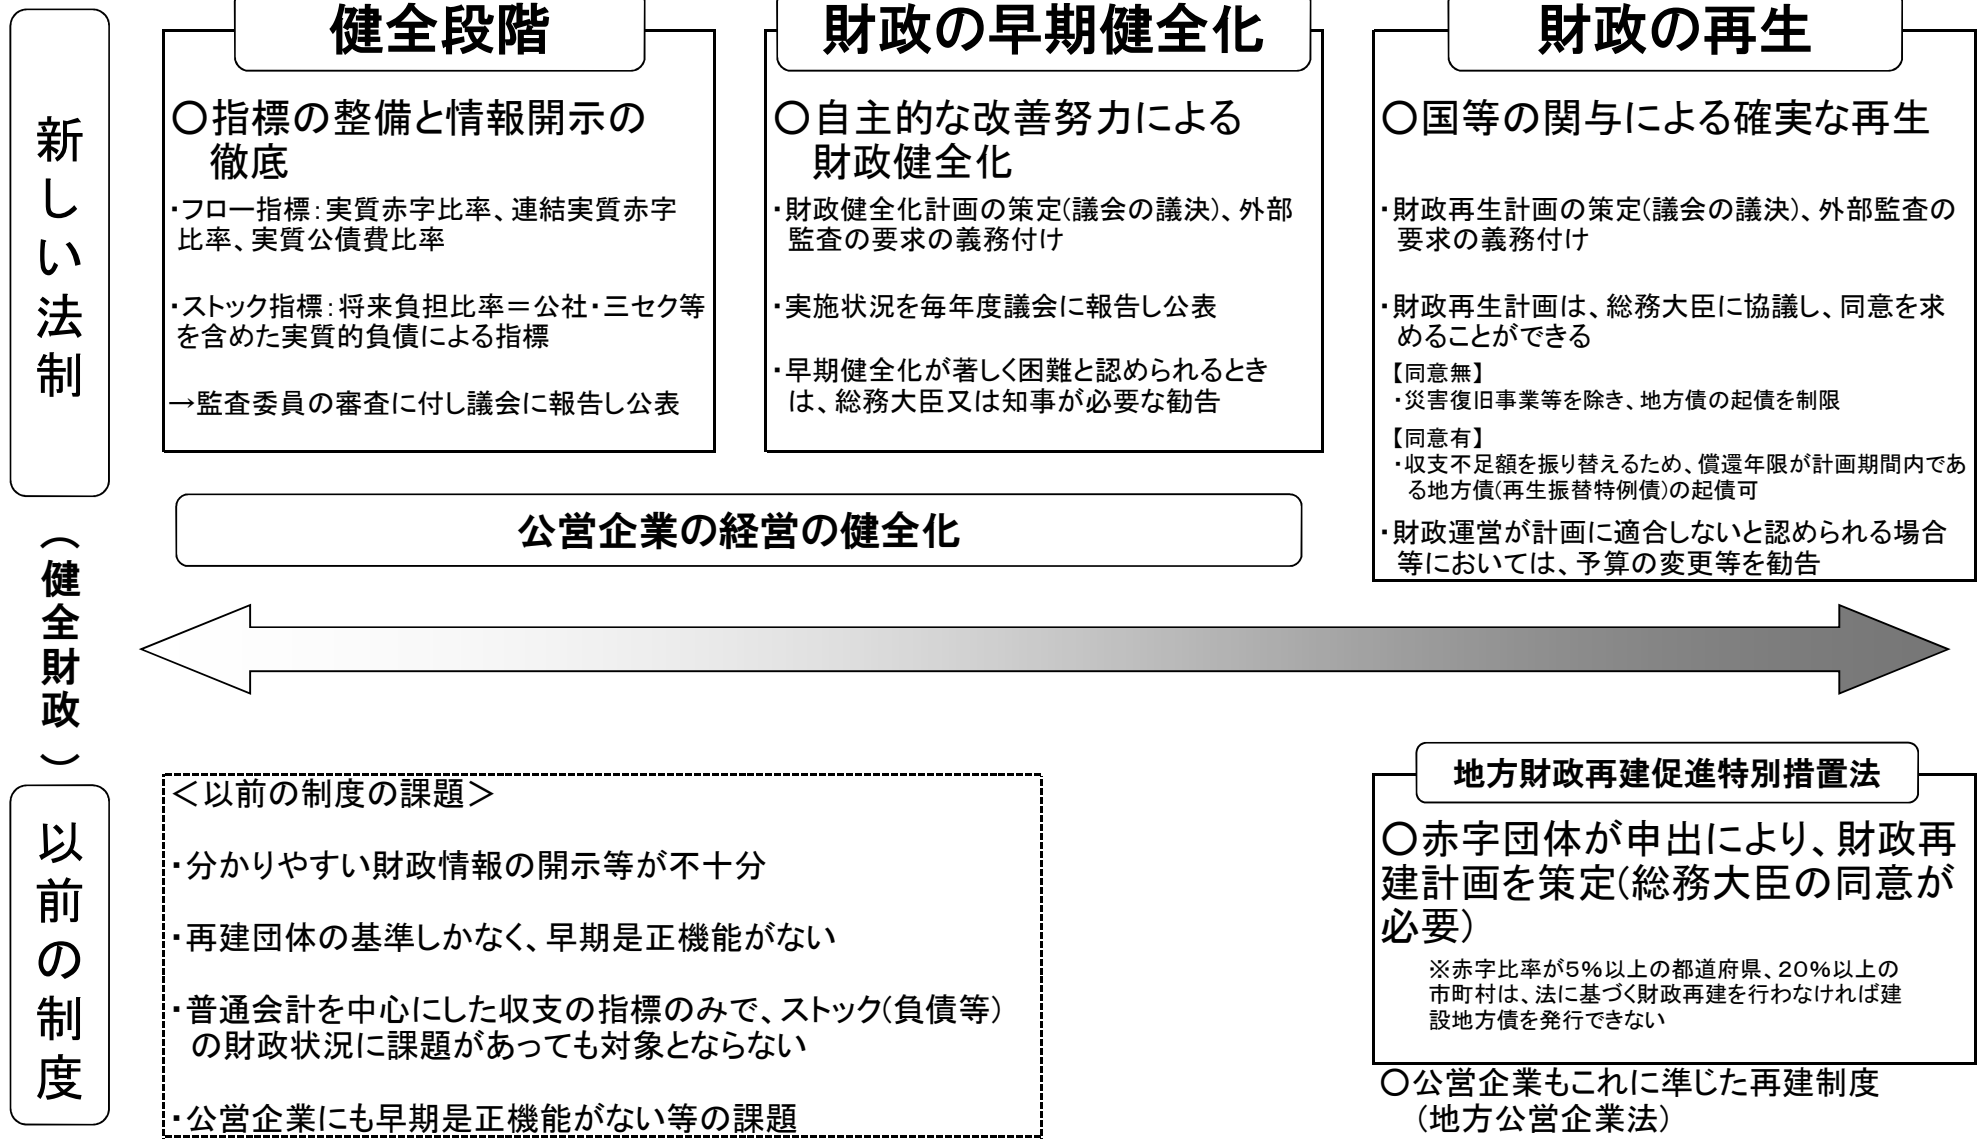 新しい法制
健全段階
○指標の整備と情報開示の
徹底
・フロー指標：実質赤字比率、連結実質赤字
比率、実質公債費比率
・ストック指標：将来負担比率＝公社・三セク等
を含めた実質的負債による指標
→監査委員の審査に付し議会に報告し公表
財政の早期健全化
○自主的な改善努力による
財政健全化
・財政健全化計画の策定(議会の議決)、外部
監査の要求の義務付け
・実施状況を毎年度議会に報告し公表
・早期健全化が著しく困難と認められるとき
は、総務大臣又は知事が必要な勧告
財政の再生
○国等の関与による確実な再生
・財政再生計画の策定(議会の議決)、外部監査の
要求の義務付け
・財政再生計画は、総務大臣に協議し、同意を求
めることができる
【同意無】
・災害復旧事業等を除き、地方債の起債を制限
【同意有】
・収支不足額を振り替えるため、償還年限が計画期間内であ
る地方債(再生振替特例債)の起債可
・財政運営が計画に適合しないと認められる場合
等においては、予算の変更等を勧告
公営企業の経営の健全化
（健全財政）
以前の制度
＜以前の制度の課題＞
・分かりやすい財政情報の開示等が不十分
・再建団体の基準しかなく、早期是正機能がない
・普通会計を中心にした収支の指標のみで、ストック(負債等)
の財政状況に課題があっても対象とならない
・公営企業にも早期是正機能がない等の課題
地方財政再建促進特別措置法
○赤字団体が申出により、財政再
建計画を策定(総務大臣の同意が
必要)
※赤字比率が5%以上の都道府県、20%以上の
市町村は、法に基づく財政再建を行わなければ建
設地方債を発行できない
○公営企業もこれに準じた再建制度
(地方公営企業法)